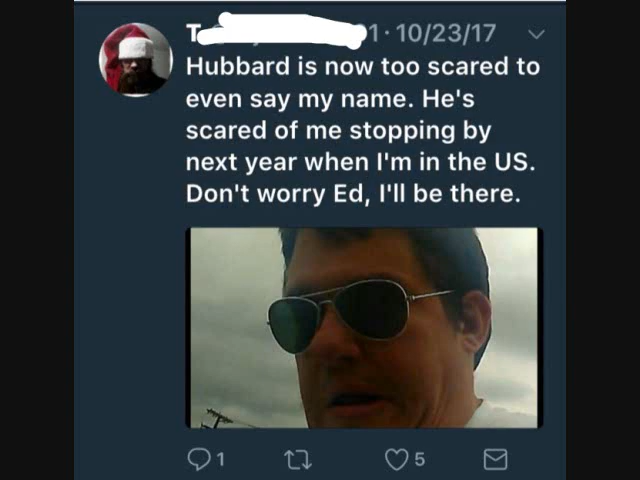 T 1 · 10/23/17
Hubbard is now too scared to
even say my name. He's
scared of me stopping by
next year when I'm in the US.
Don't worry Ed, I'll be there.
1 5